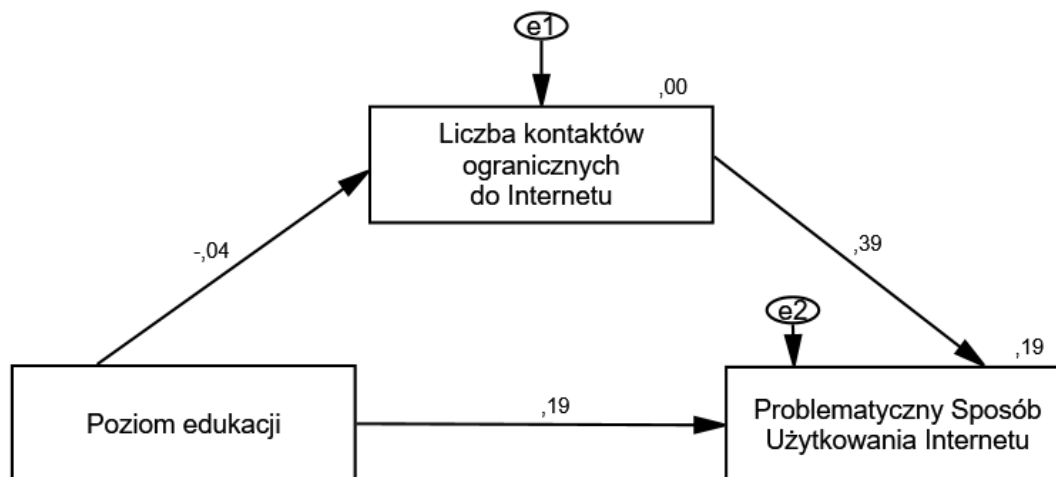 e1
,00
Liczba kontaktów
ogranicznych
do Internetu
-,04
,39
e2
,19
Poziom edukacji
,19
Problematyczny Sposób
Użytkowania Internetu